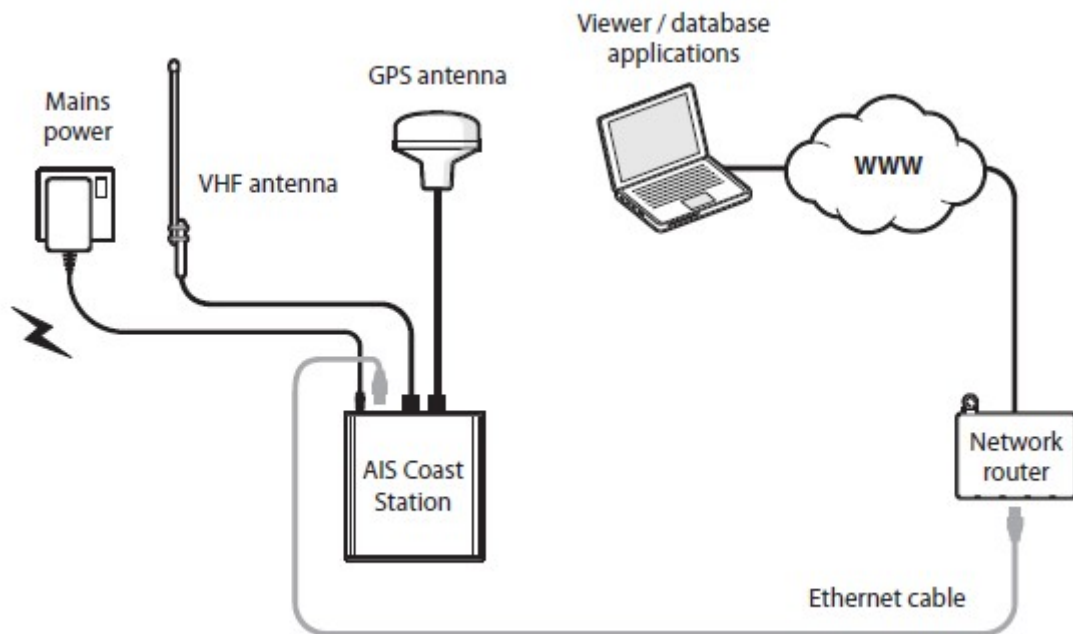 Viewer / database
applications
GPS antenna
Mains
power
VHF antenna
WWW
AIS Coast
Station
Network
router
Ethernet cable